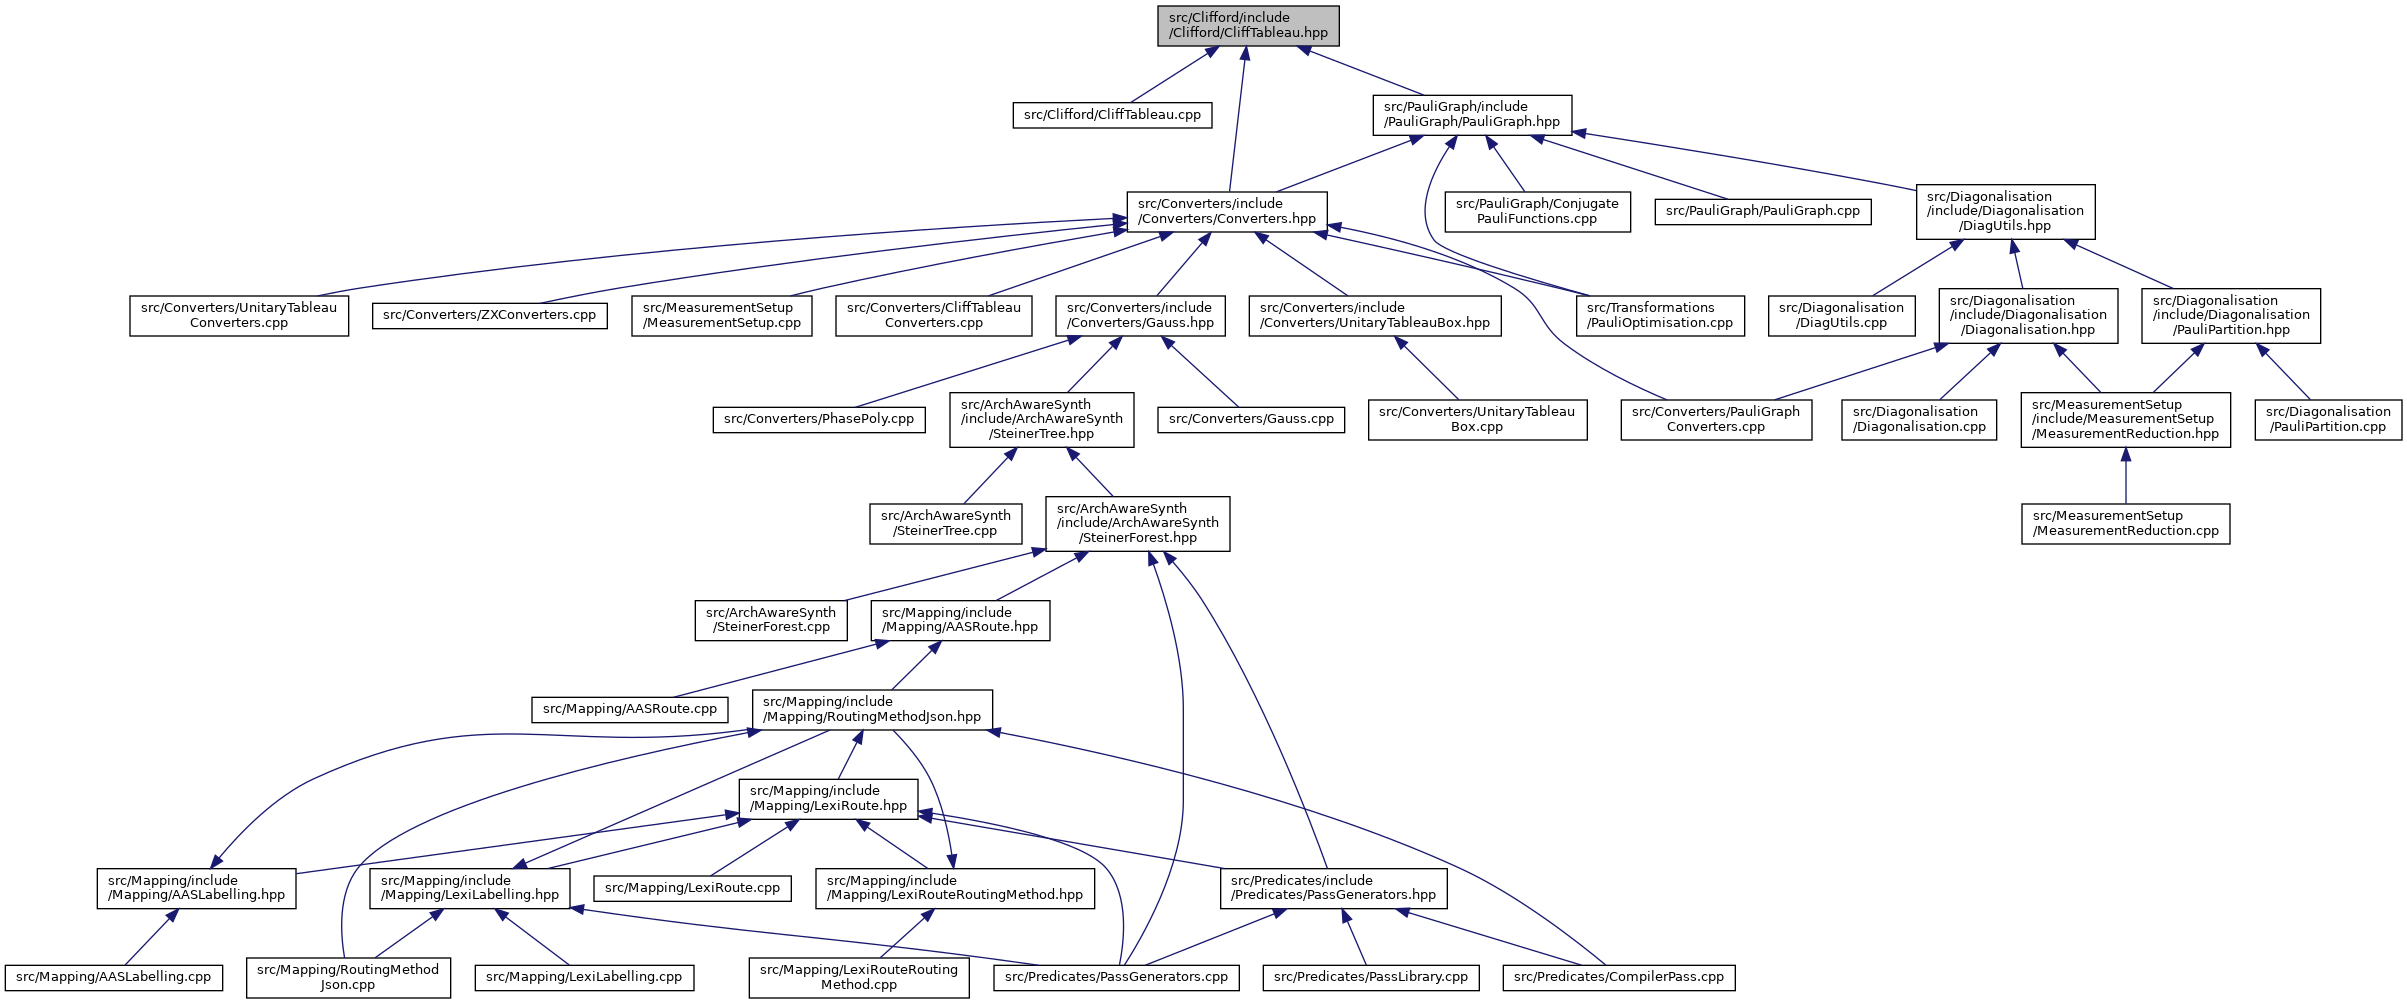 src/Clifford/include
/Clifford/CliffTableau.hpp
src/Clifford/CliffTableau.cpp
src/PauliGraph/include
/PauliGraph/PauliGraph.hpp
src/Converters/include
/Converters/Converters.hpp
src/PauliGraph/Conjugate
PauliFunctions.cpp
src/PauliGraph/PauliGraph.cpp
src/Diagonalisation
/include/Diagonalisation
/DiagUtils.hpp
src/Converters/UnitaryTableau
Converters.cpp
src/Converters/ZXConverters.cpp
src/MeasurementSetup
/MeasurementSetup.cpp
src/Converters/CliffTableau
Converters.cpp
src/Converters/include
/Converters/Gauss.hpp
src/Converters/include
/Converters/UnitaryTableauBox.hpp
src/Transformations
/PauliOptimisation.cpp
src/Diagonalisation
/DiagUtils.cpp
src/Diagonalisation
/include/Diagonalisation
/Diagonalisation.hpp
src/Diagonalisation
/include/Diagonalisation
/PauliPartition.hpp
src/Converters/PhasePoly.cpp
src/ArchAwareSynth
/include/ArchAwareSynth
/SteinerTree.hpp
src/Converters/Gauss.cpp
src/Converters/UnitaryTableau
Box.cpp
src/Converters/PauliGraph
Converters.cpp
src/Diagonalisation
/Diagonalisation.cpp
src/MeasurementSetup
/include/MeasurementSetup
/MeasurementReduction.hpp
src/Diagonalisation
/PauliPartition.cpp
src/ArchAwareSynth
/SteinerTree.cpp
src/ArchAwareSynth
/include/ArchAwareSynth
/SteinerForest.hpp
src/MeasurementSetup
/MeasurementReduction.cpp
src/ArchAwareSynth
/SteinerForest.cpp
src/Mapping/include
/Mapping/AASRoute.hpp
src/Mapping/AASRoute.cpp
src/Mapping/include
/Mapping/RoutingMethodJson.hpp
src/Mapping/include
/Mapping/LexiRoute.hpp
src/Mapping/include
/Mapping/AASLabelling.hpp
src/Mapping/include
/Mapping/LexiLabelling.hpp
src/Mapping/LexiRoute.cpp
src/Mapping/include
/Mapping/LexiRouteRoutingMethod.hpp
src/Predicates/include
/Predicates/PassGenerators.hpp
src/Mapping/AASLabelling.cpp
src/Mapping/RoutingMethod
Json.cpp
src/Mapping/LexiLabelling.cpp
src/Mapping/LexiRouteRouting
Method.cpp
src/Predicates/PassGenerators.cpp
src/Predicates/PassLibrary.cpp
src/Predicates/CompilerPass.cpp